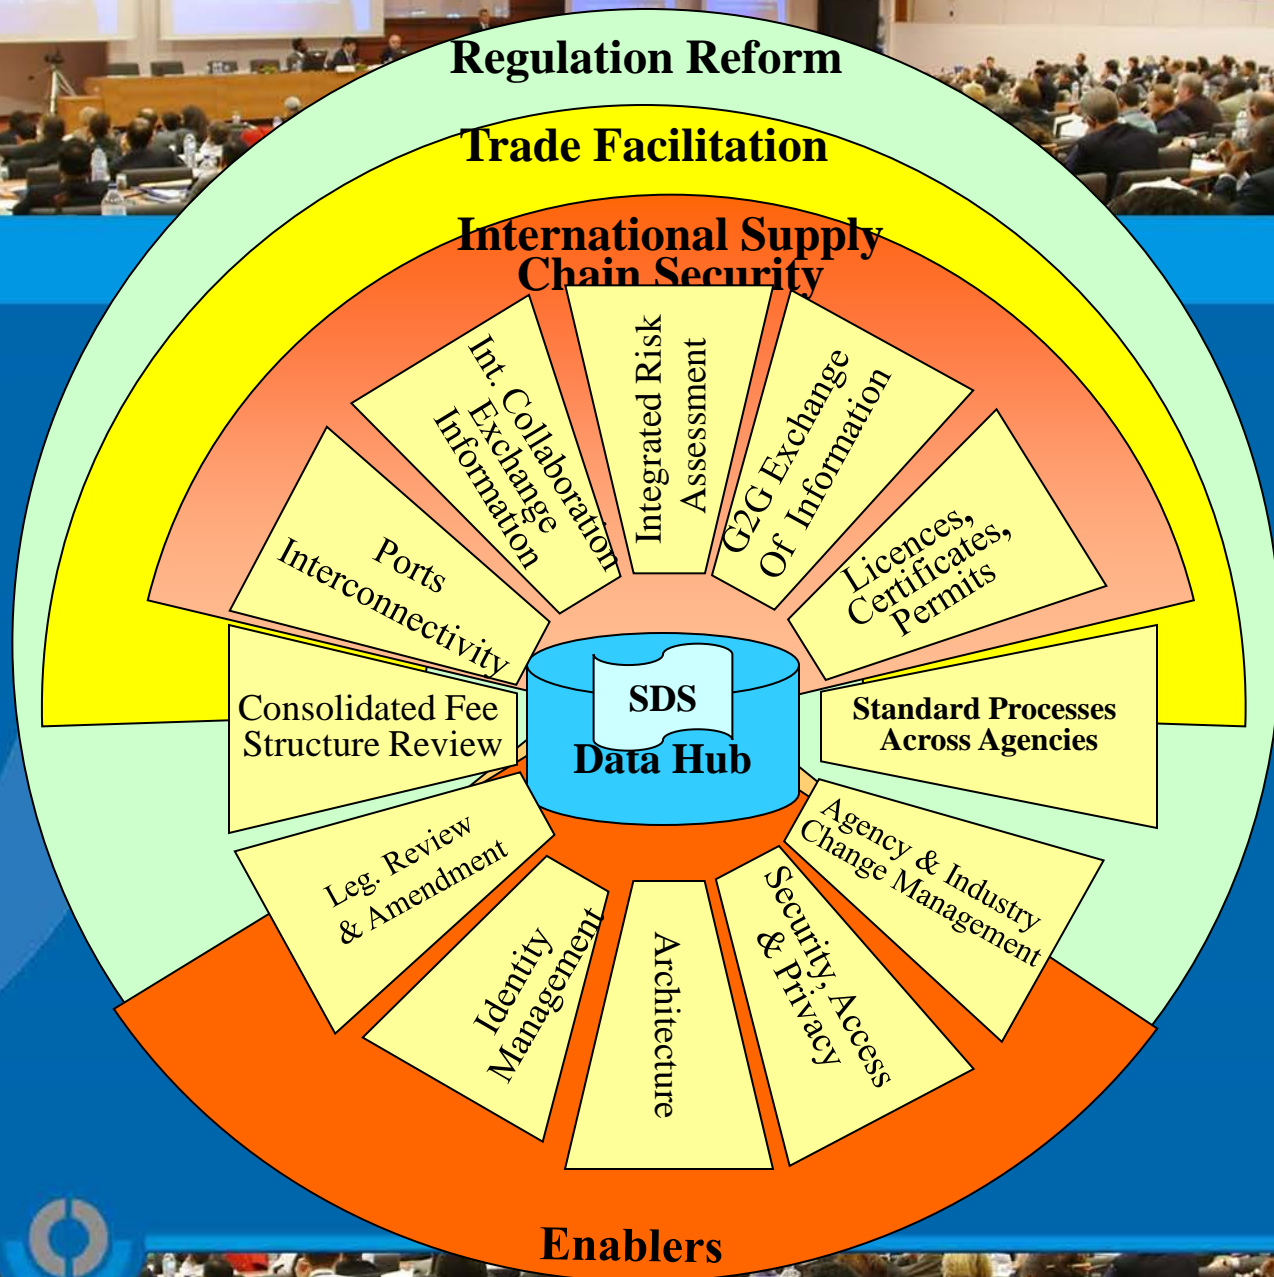 Regulation Reform
Trade Facilitation
International Supply
Chain Security
Int. Collaboration
Exchange
Information
Integrated Risk
Assessment
G2G Exchange
Of Information
Licences,
Certificates,
Permits
Ports
Interconnectivity
Consolidated Fee
Structure Review
SDS
Data Hub
Standard Processes
Across Agencies
Leg. Review
& Amendment
Identity
Management
Architecture
Security, Access
& Privacy
Agency & Industry
Change Management
Enablers